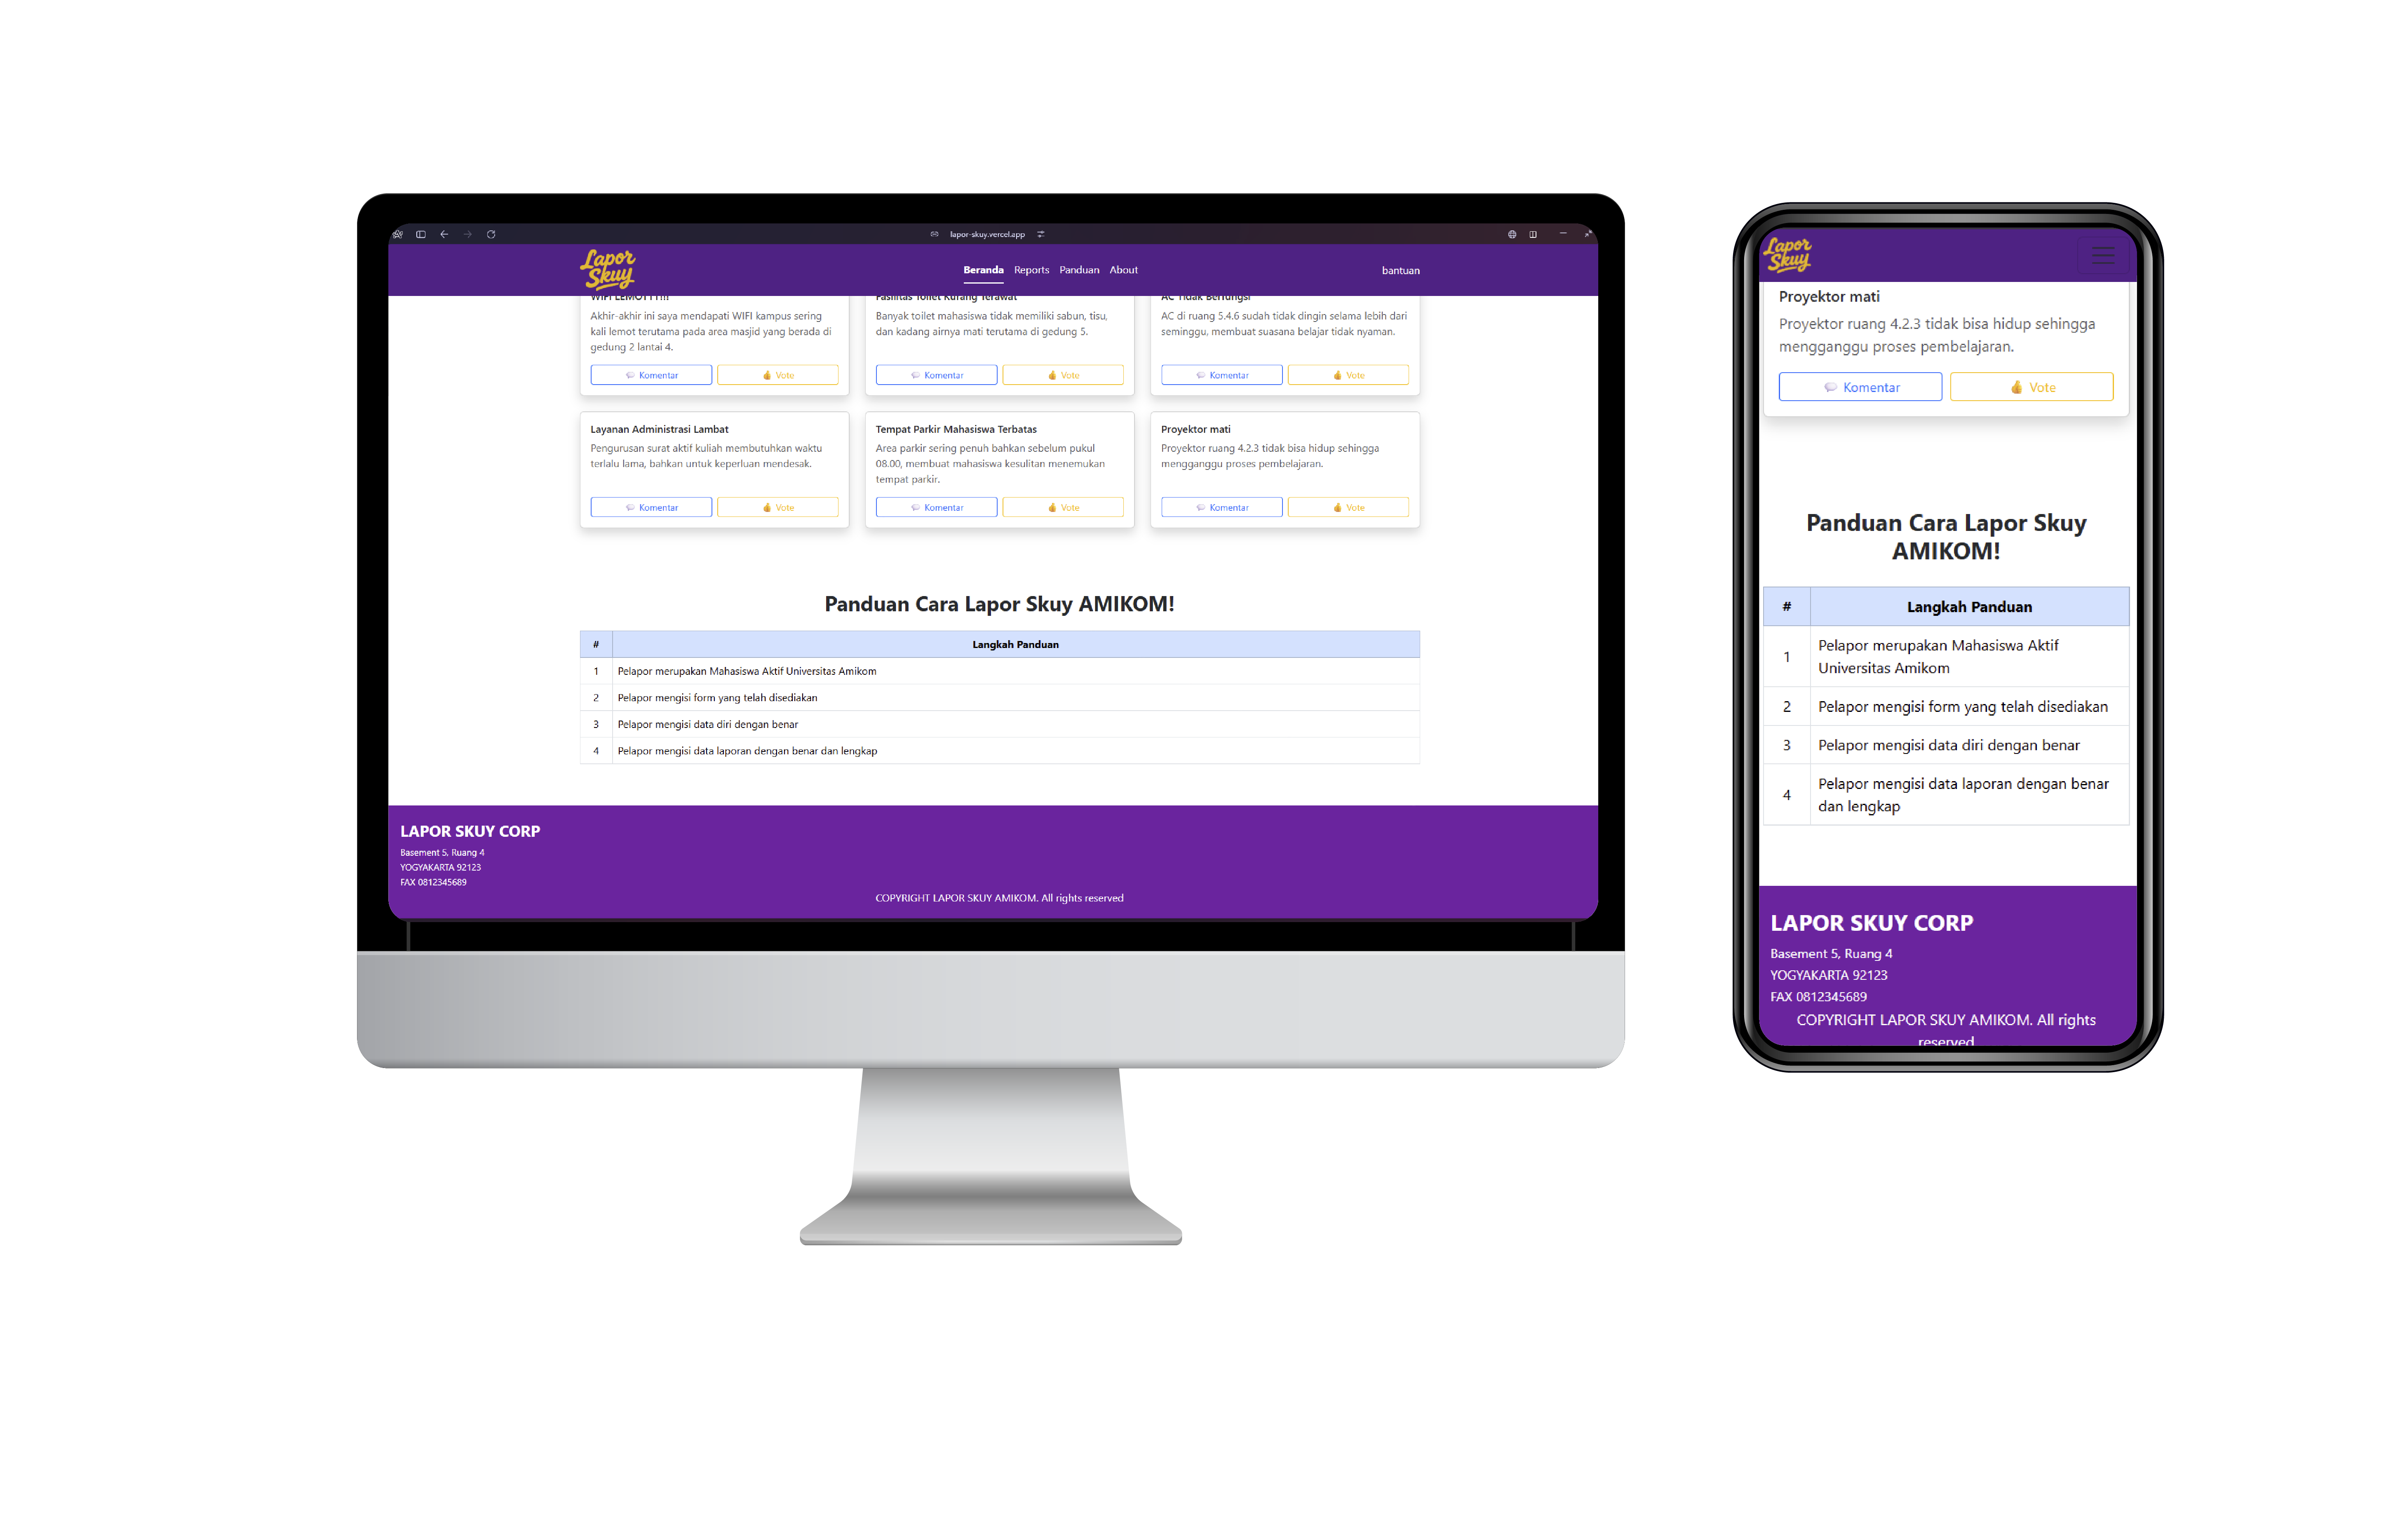 lapor-skuy.vercel.app
Lapor
Skuy
Beranda Reports Panduan About
bantuan
WIFI LEMOTTT!!!
Akhir-akhir ini saya mendapati WIFI kampus sering
kali lemot terutama pada area masjid yang berada di
gedung 2 lantai 4.
Komentar
Vote
Fasilitas Toilet Kurang Terawat
Banyak toilet mahasiswa tidak memiliki sabun, tisu,
dan kadang airnya mati terutama di gedung 5.
Komentar
Vote
AC Tidak Berfungsi
AC di ruang 5.4.6 sudah tidak dingin selama lebih dari
seminggu, membuat suasana belajar tidak nyaman.
Komentar
Vote
Layanan Administrasi Lambat
Pengurusan surat aktif kuliah membutuhkan waktu
terlalu lama, bahkan untuk keperluan mendesak.
Komentar
Vote
Tempat Parkir Mahasiswa Terbatas
Area parkir sering penuh bahkan sebelum pukul
08.00, membuat mahasiswa kesulitan menemukan
tempat parkir.
Komentar
Vote
Proyektor mati
Proyektor ruang 4.2.3 tidak bisa hidup sehingga
mengganggu proses pembelajaran.
Komentar
Vote
Panduan Cara Lapor Skuy AMIKOM!
# Langkah Panduan
1 Pelapor merupakan Mahasiswa Aktif Universitas Amikom
2 Pelapor mengisi form yang telah disediakan
3 Pelapor mengisi data diri dengan benar
4 Pelapor mengisi data laporan dengan benar dan lengkap
LAPOR SKUY CORP
Basement 5, Ruang 4
YOGYAKARTA 92123
FAX 0812345689
COPYRIGHT LAPOR SKUY AMIKOM. All rights reserved
Lapor
Skuy
Proyektor mati
Proyektor ruang 4.2.3 tidak bisa hidup sehingga
mengganggu proses pembelajaran.
Komentar
Vote
Panduan Cara Lapor Skuy
AMIKOM!
# Langkah Panduan
1 Pelapor merupakan Mahasiswa Aktif
Universitas Amikom
2 Pelapor mengisi form yang telah disediakan
3 Pelapor mengisi data diri dengan benar
4 Pelapor mengisi data laporan dengan benar
dan lengkap
LAPOR SKUY CORP
Basement 5, Ruang 4
YOGYAKARTA 92123
FAX 0812345689
COPYRIGHT LAPOR SKUY AMIKOM. All rights
reserved